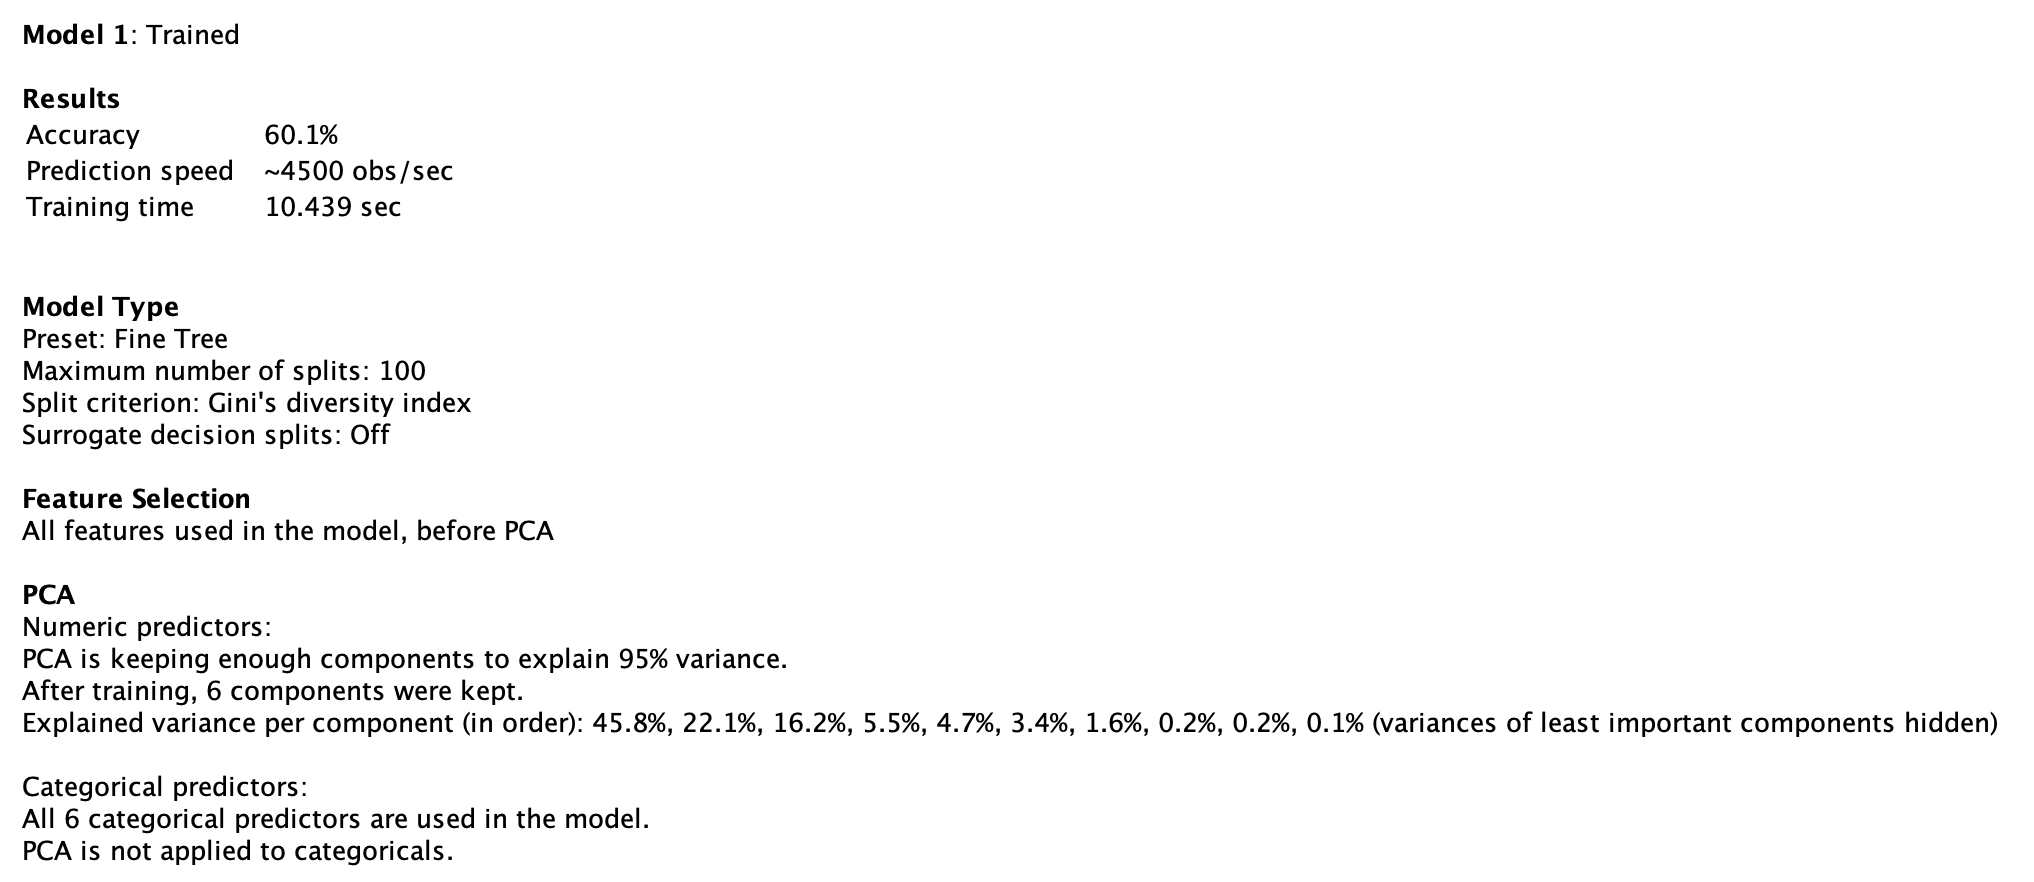 Model 1: Trained
Results
Accuracy 60.1%
Prediction speed ~4500 obs/sec
Training time 10.439 sec
Model Type
Preset: Fine Tree
Maximum number of splits: 100
Split criterion: Gini's diversity index
Surrogate decision splits: Off
Feature Selection
All features used in the model, before PCA
PCA
Numeric predictors:
PCA is keeping enough components to explain 95% variance.
After training, 6 components were kept.
Explained variance per component (in order): 45.8%, 22.1%, 16.2%, 5.5%, 4.7%, 3.4%, 1.6%, 0.2%, 0.2%, 0.1% (variances of least important components hidden)
Categorical predictors:
All 6 categorical predictors are used in the model.
PCA is not applied to categoricals.